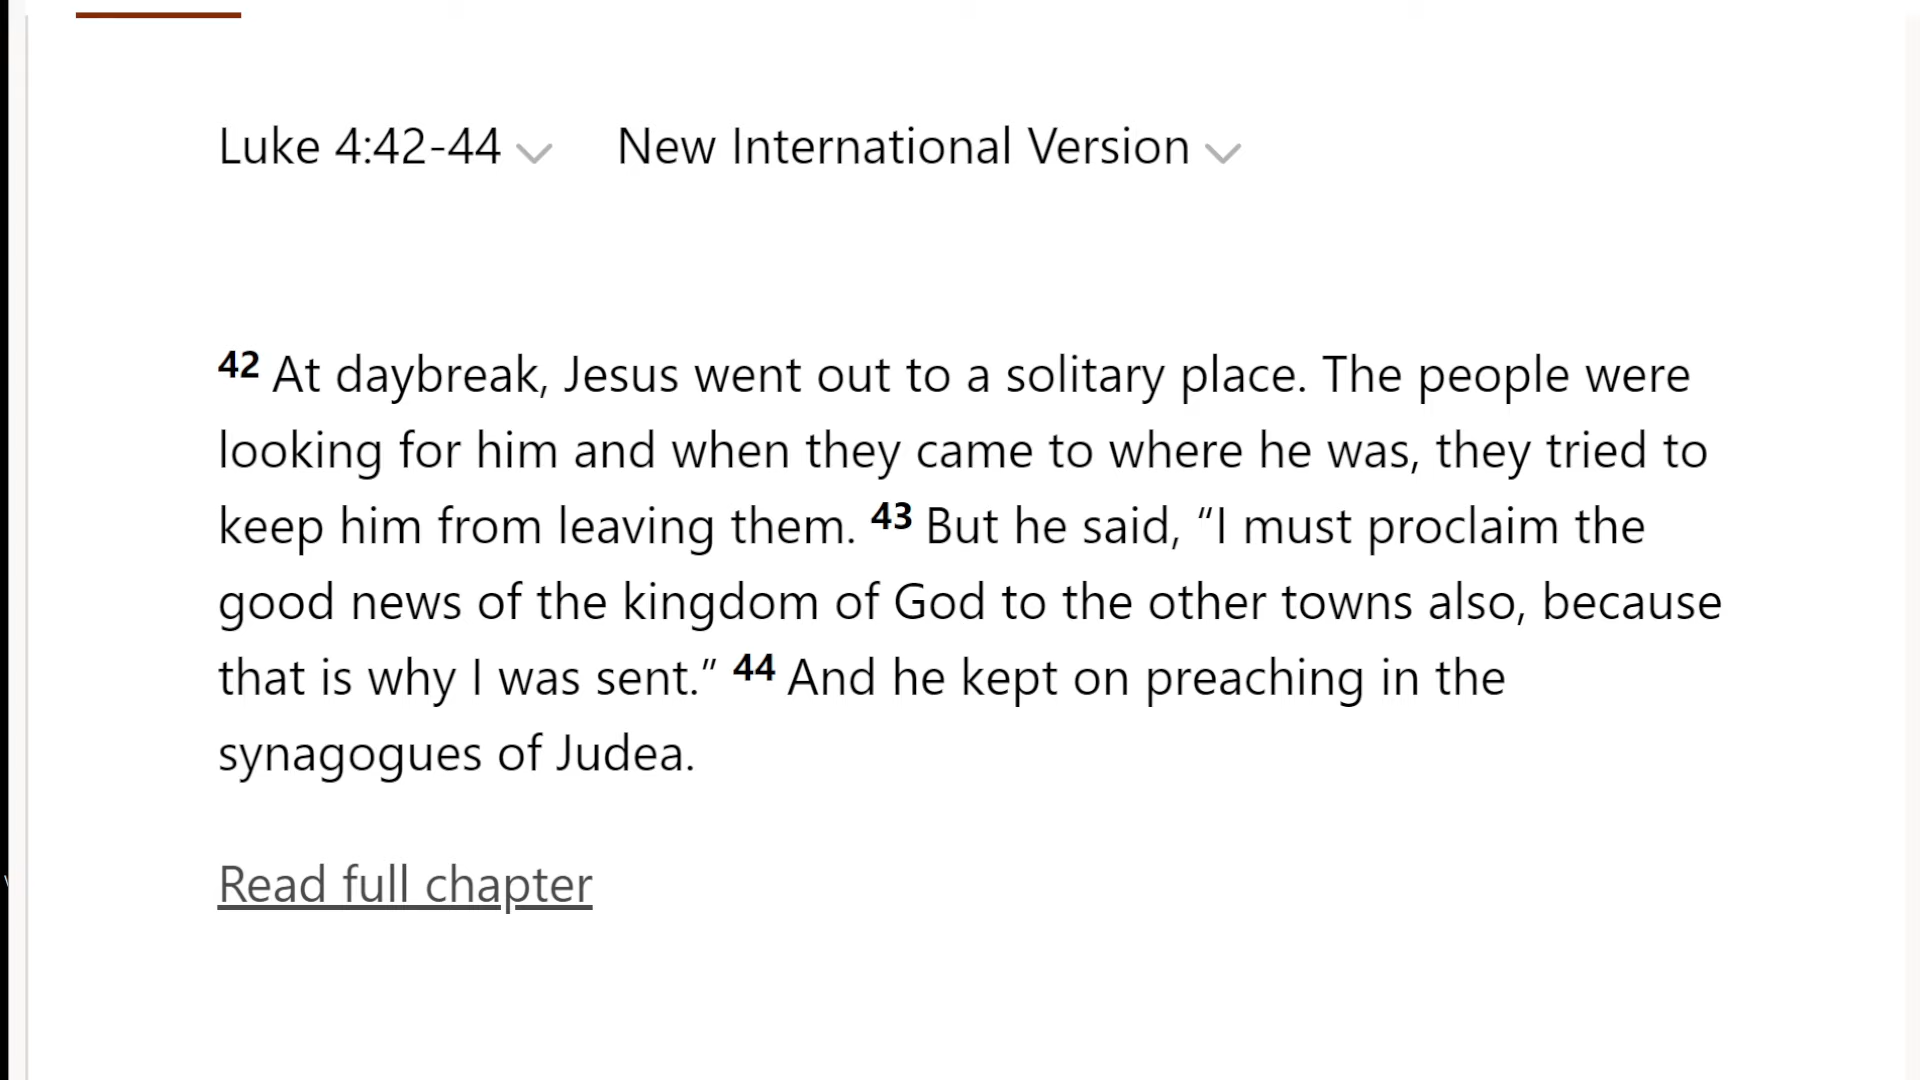 Luke 4:42-44 New International Version
42 At daybreak, Jesus went out to a solitary place. The people were
looking for him and when they came to where he was, they tried to
keep him from leaving them. 43 But he said, “I must proclaim the
good news of the kingdom of God to the other towns also, because
that is why I was sent.” 44 And he kept on preaching in the
synagogues of Judea.
Read full chapter